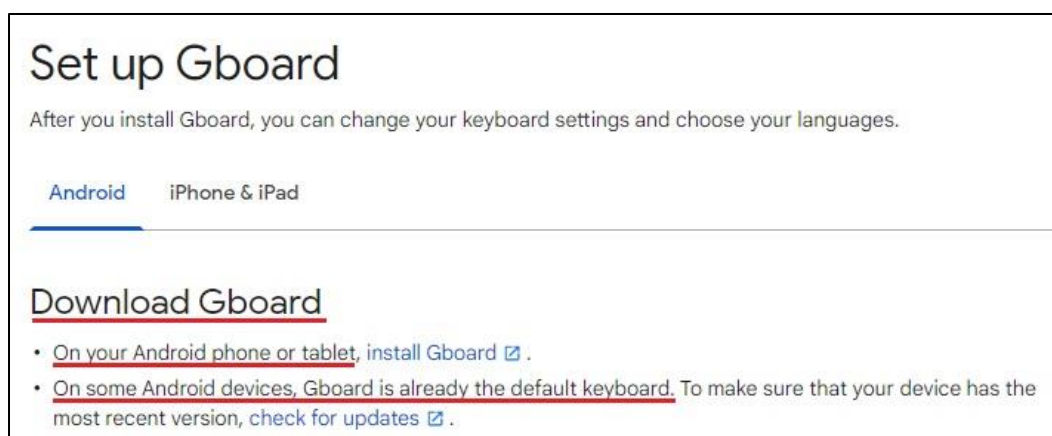 Set up Gboard
After you install Gboard, you can change your keyboard settings and choose your languages.
Android iPhone & iPad
Download Gboard
• On your Android phone or tablet, install Gboard.
• On some Android devices, Gboard is already the default keyboard. To make sure that your device has the
most recent version, check for updates.